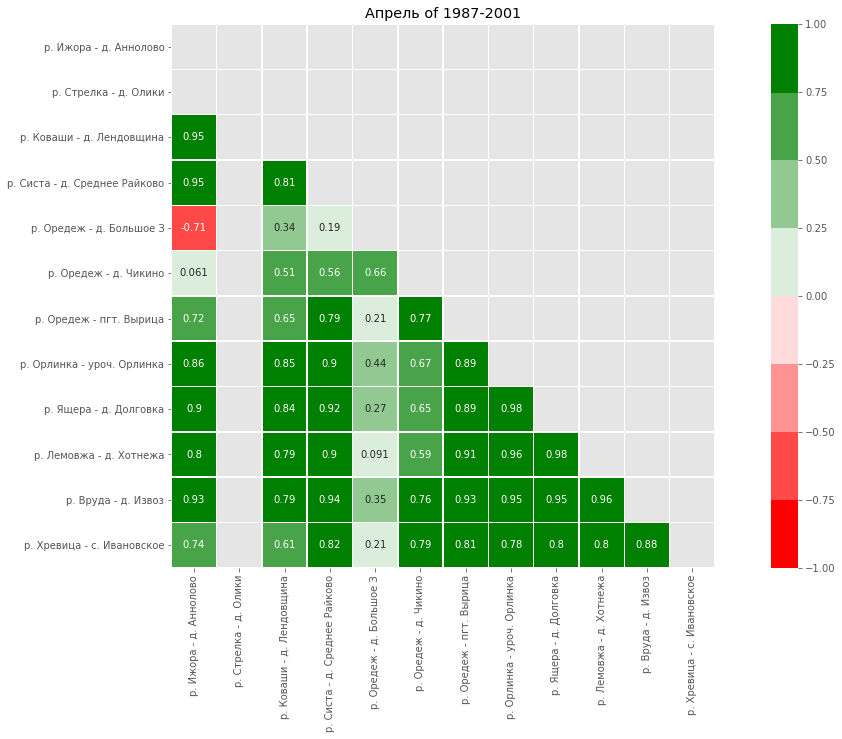 Апрель of 1987-2001
р. Ижора - д. Аннолово
р. Стрелка - д. Олики
р. Коваши - д. Лендовщина 0.95
р. Систа - д. Среднее Райково 0.95 0.81
р. Оредеж - д. Большое З -0.71 0.34 0.19
р. Оредеж - д. Чикино 0.061 0.51 0.56 0.66
р. Оредеж - пгт. Вырица 0.72 0.65 0.79 0.21 0.77
р. Орлинка - уроч. Орлинка 0.86 0.85 0.9 0.44 0.67 0.89
р. Ящера - д. Долговка 0.9 0.84 0.92 0.27 0.65 0.89 0.98
р. Лемовжа - д. Хотнежа 0.8 0.79 0.9 0.091 0.59 0.91 0.96 0.98
р. Вруда - д. Извоз 0.93 0.79 0.94 0.35 0.76 0.93 0.95 0.95 0.96
р. Хревица - с. Ивановское 0.74 0.61 0.82 0.21 0.79 0.81 0.78 0.8 0.8 0.88
р. Ижора - д. Аннолово
р. Стрелка - д. Олики
р. Коваши - д. Лендовщина
р. Систа - д. Среднее Райково
р. Оредеж - д. Большое З
р. Оредеж - д. Чикино
р. Оредеж - пгт. Вырица
р. Орлинка - уроч. Орлинка
р. Ящера - д. Долговка
р. Лемовжа - д. Хотнежа
р. Вруда - д. Извоз
р. Хревица - с. Ивановское
1.00
0.75
0.50
0.25
0.00
−0.25
−0.50
−0.75
−1.00